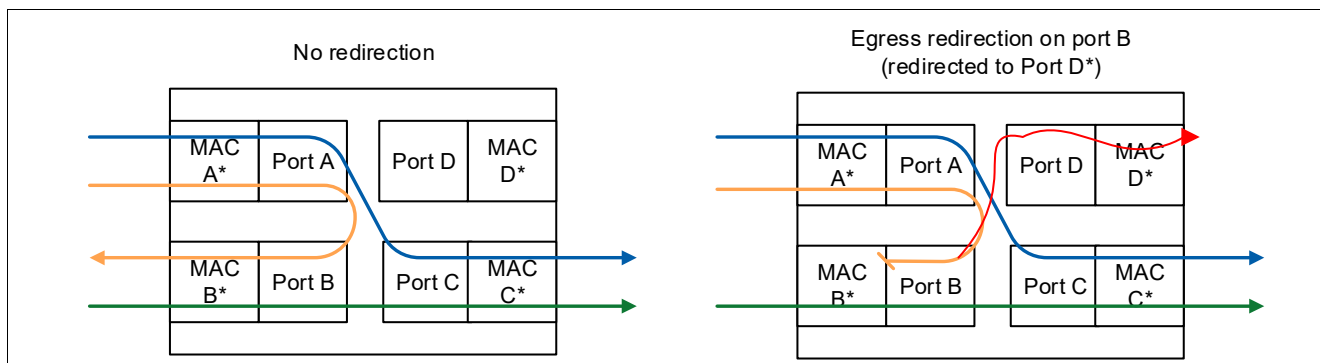 No redirection
MAC
A*
Port A
Port D
MAC
D*
MAC
B*
Port B
Port C
MAC
C*
Egress redirection on port B
(redirected to Port D*)
MAC
A*
Port A
Port D
MAC
D*
MAC
B*
Port B
Port C
MAC
C*